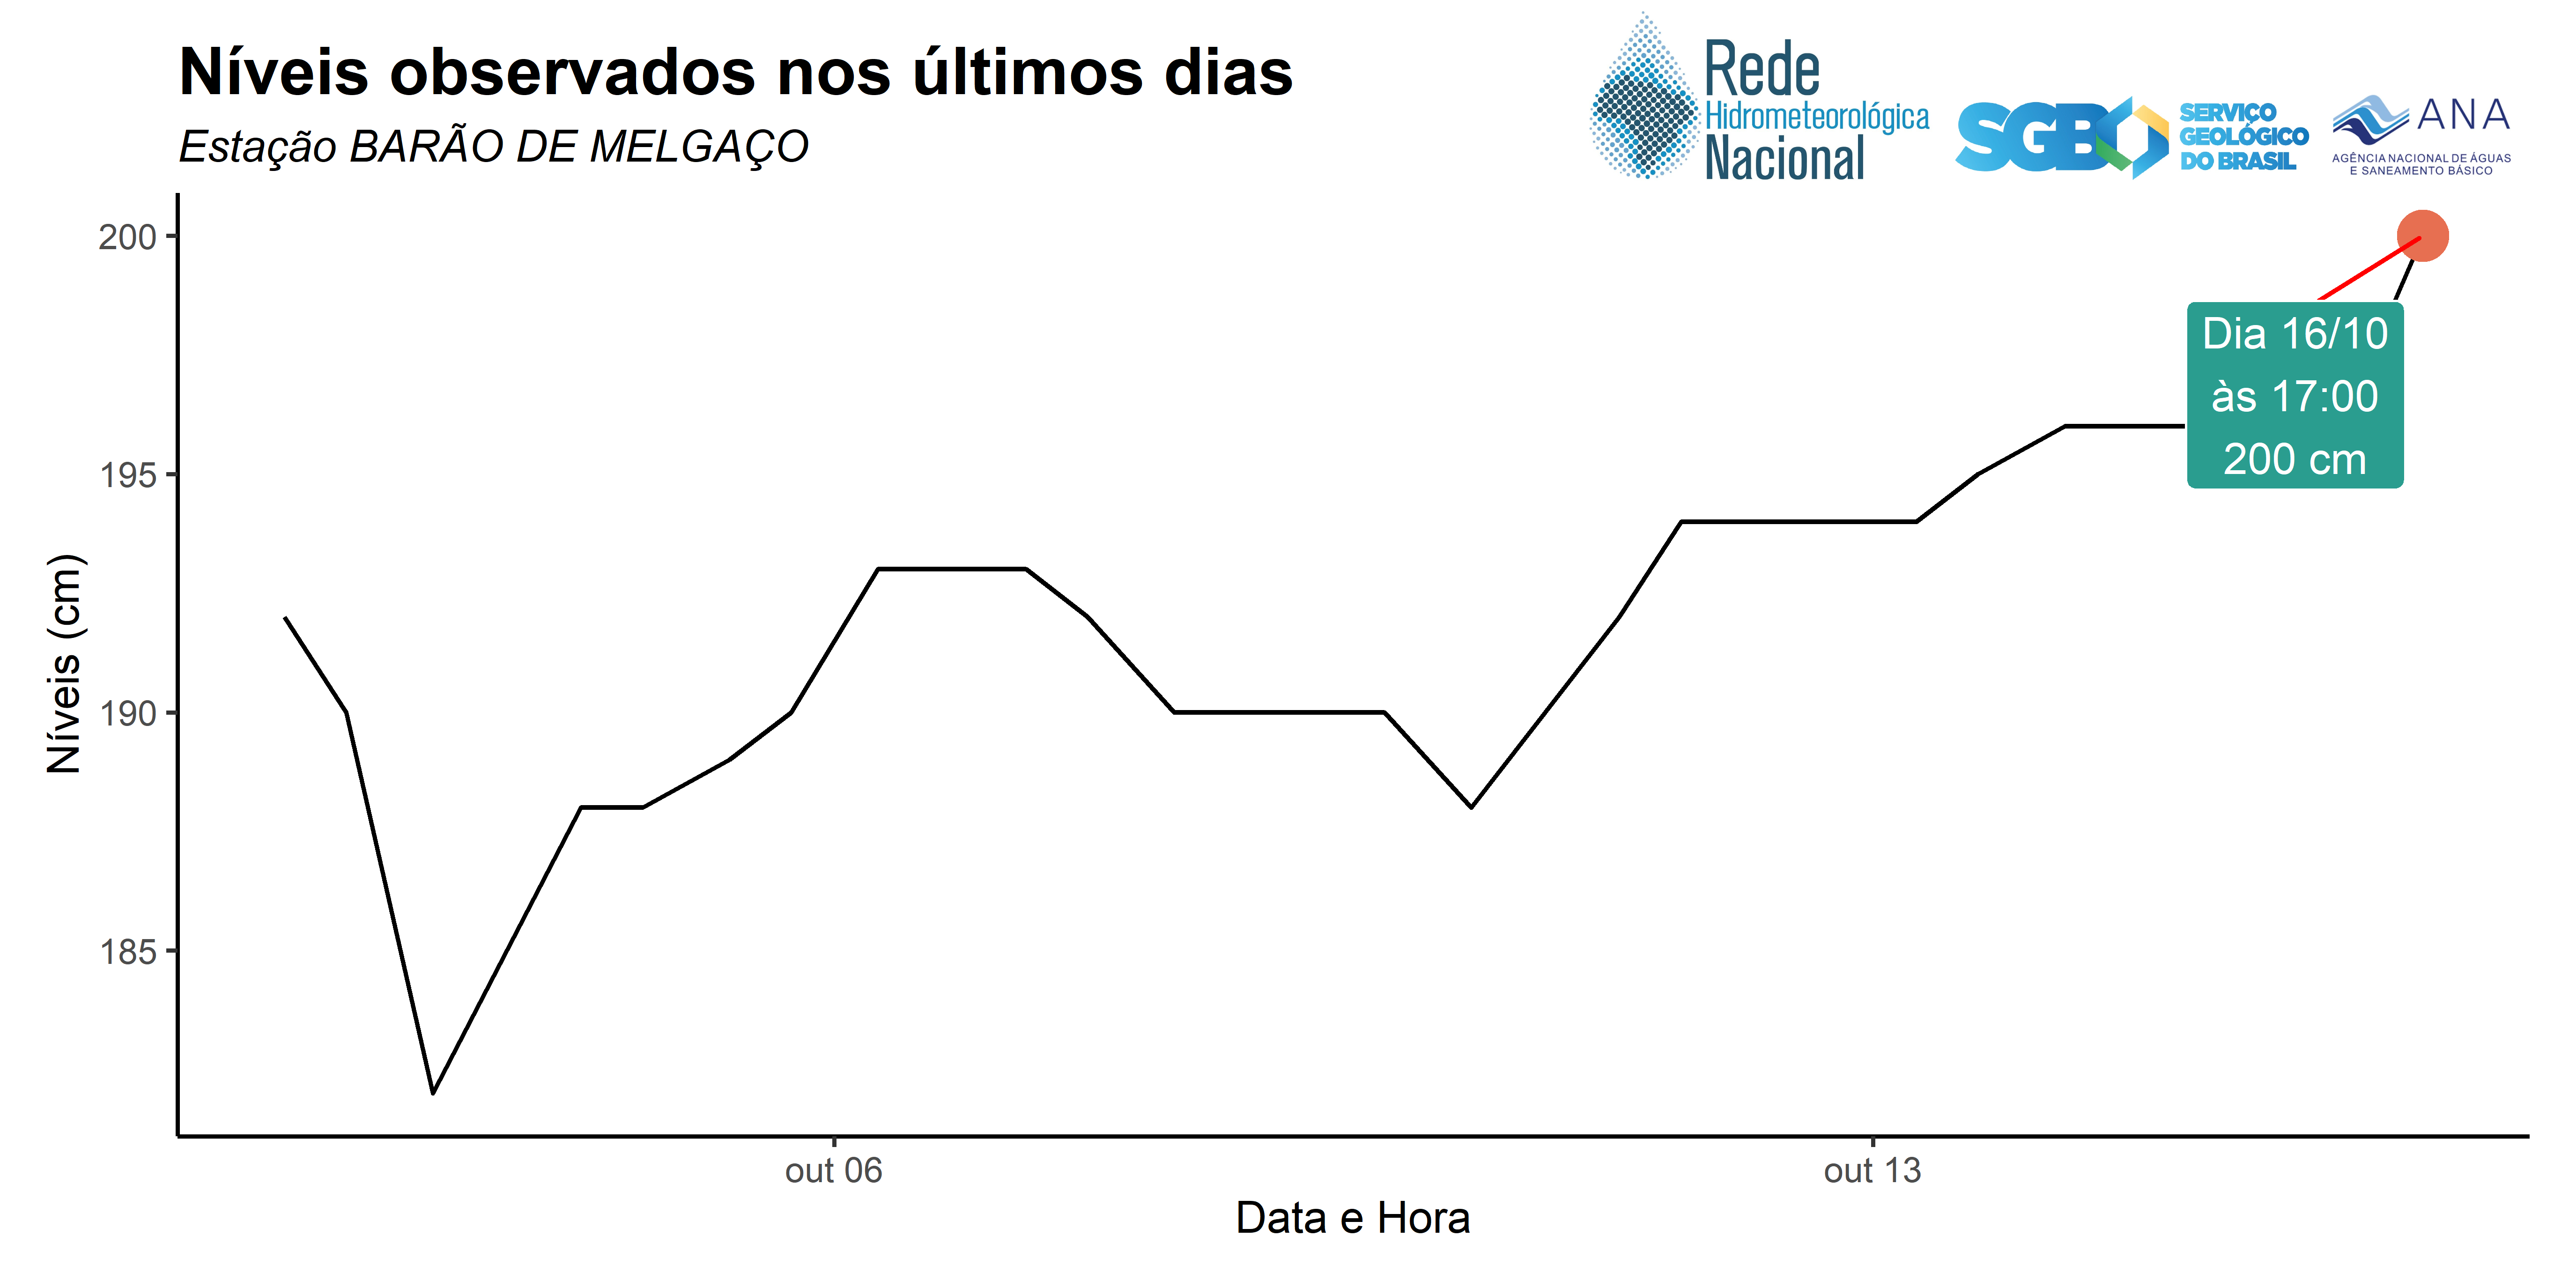 Níveis observados nos últimos dias
Estação BARÃO DE MELGAÇO
Rede
Hidrometeorológica
Nacional
SGB
SERVIÇO
GEOLÓGICO
DO BRASIL
ANA
AGÊNCIA NACIONAL DE ÁGUAS
E SANEAMENTO BÁSICO
200
195
190
185
Níveis (cm)
Dia 16/10
às 17:00
200 cm
out 06
out 13
Data e Hora